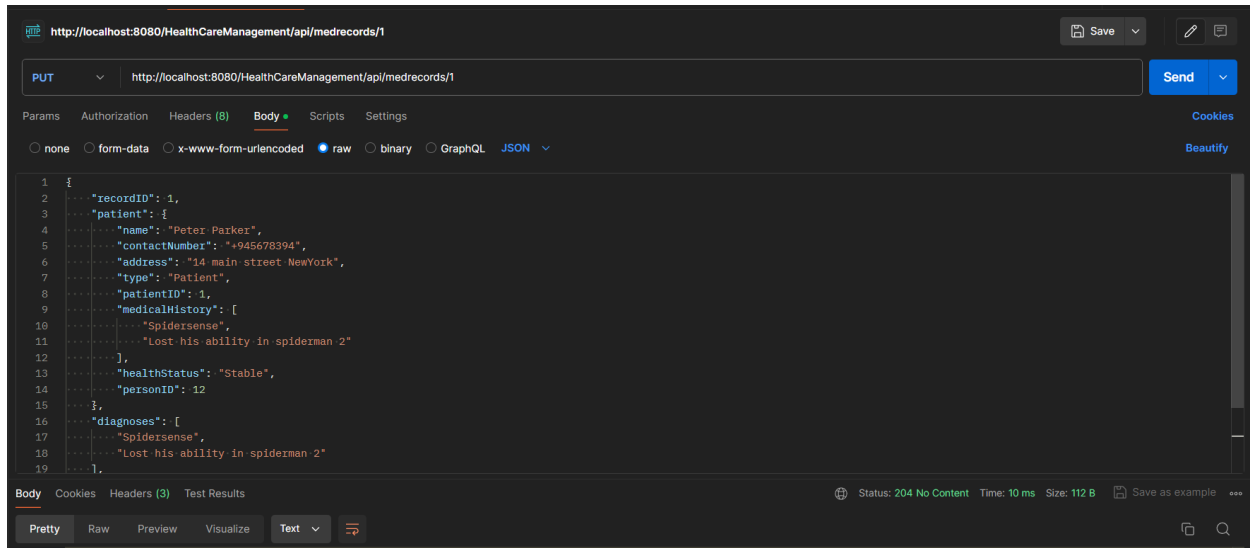 HTTP http://localhost:8080/HealthCareManagement/api/medrecords/1 Save
PUT http://localhost:8080/HealthCareManagement/api/medrecords/1 Send
Params Authorization Headers (8) Body Scripts Settings Cookies
none form-data x-www-form-urlencoded raw binary GraphQL JSON Beautify
1 {
2 "recordID": 1,
3 "patient": {
4 "name": "Peter Parker",
5 "contactNumber": "+945678394",
6 "address": "14 main street NewYork",
7 "type": "Patient",
8 "patientID": 1,
9 "medicalHistory": [
10 "Spidersense",
11 "Lost his ability in spiderman 2"
12 ],
13 "healthStatus": "Stable",
14 "personID": 12
15 },
16 "diagnoses": [
17 "Spidersense",
18 "Lost his ability in spiderman 2"
19 ],
Body Cookies Headers (3) Test Results Status: 204 No Content Time: 10 ms Size: 112 B Save as example
Pretty Raw Preview Visualize Text